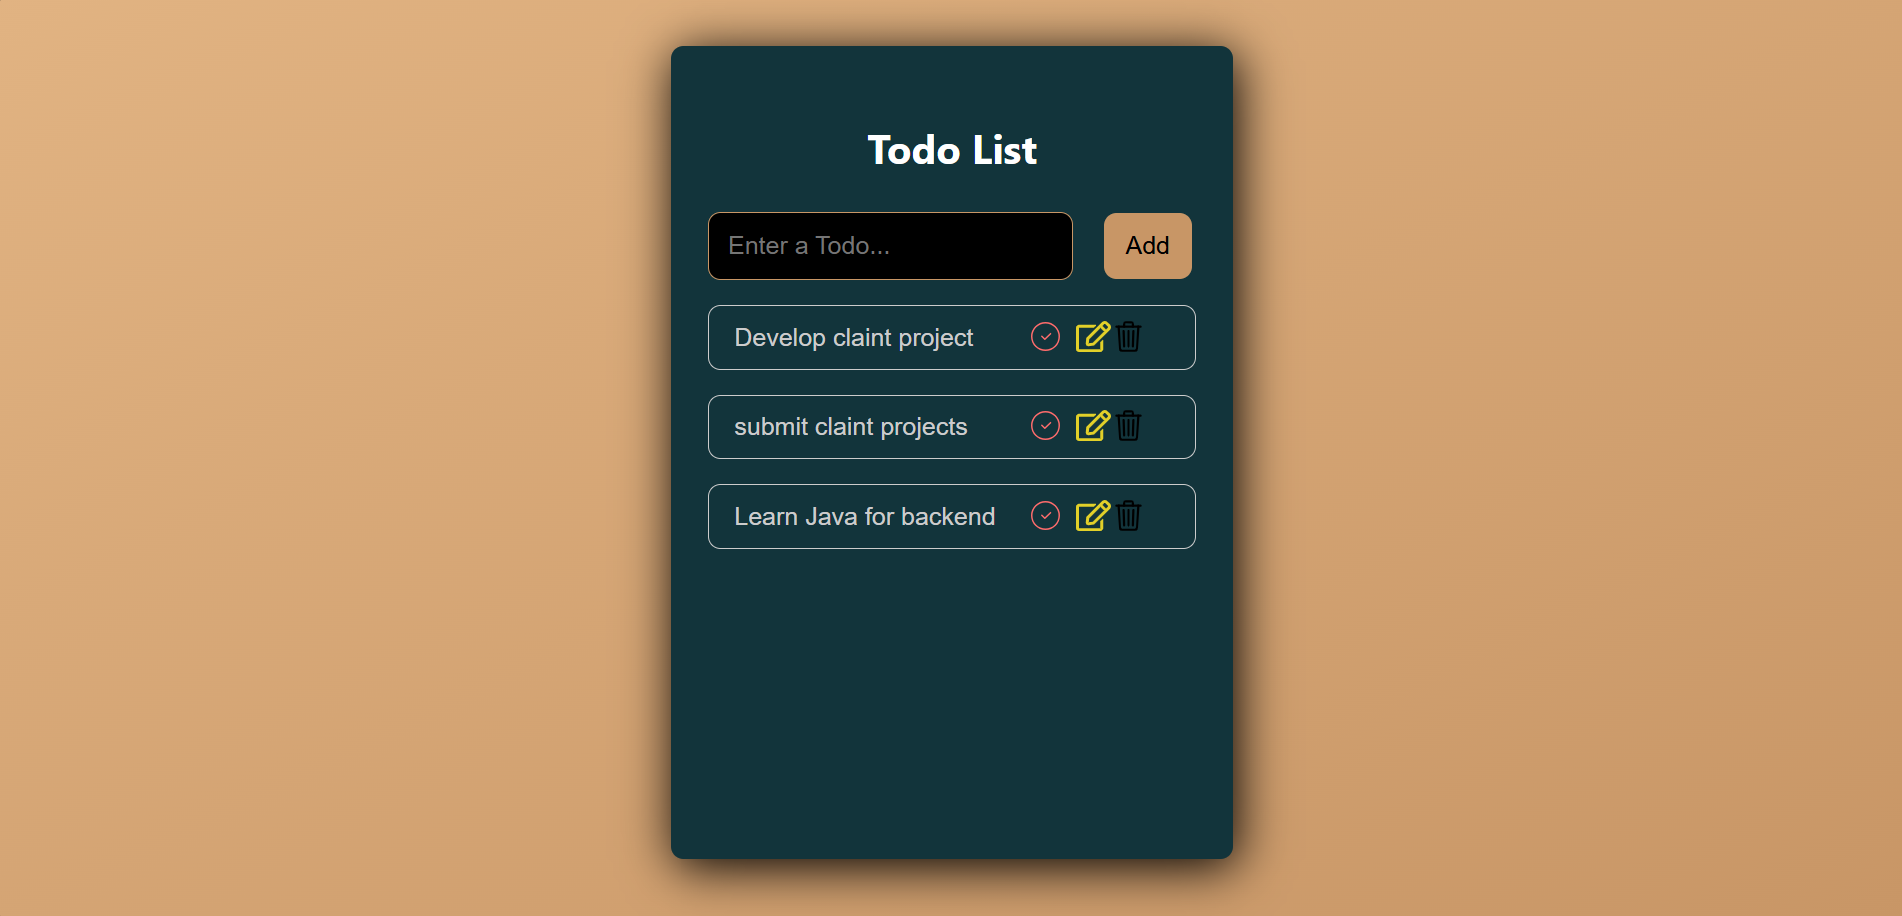 Todo List
Enter a Todo...
Add
Develop claint project
submit claint projects
Learn Java for backend